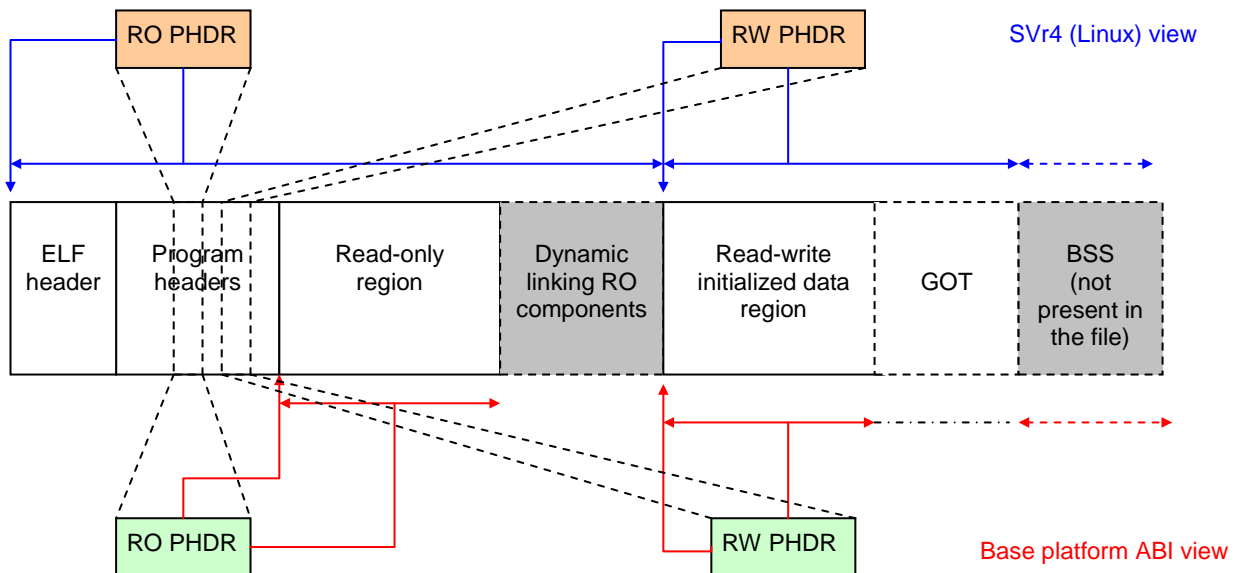 RO PHDR
RW PHDR
SVr4 (Linux) view
ELF
header
Program
headers
Read-only
region
Dynamic
linking RO
components
Read-write
initialized data
region
GOT
BSS
(not
present in
the file)
RO PHDR
RW PHDR
Base platform ABI view